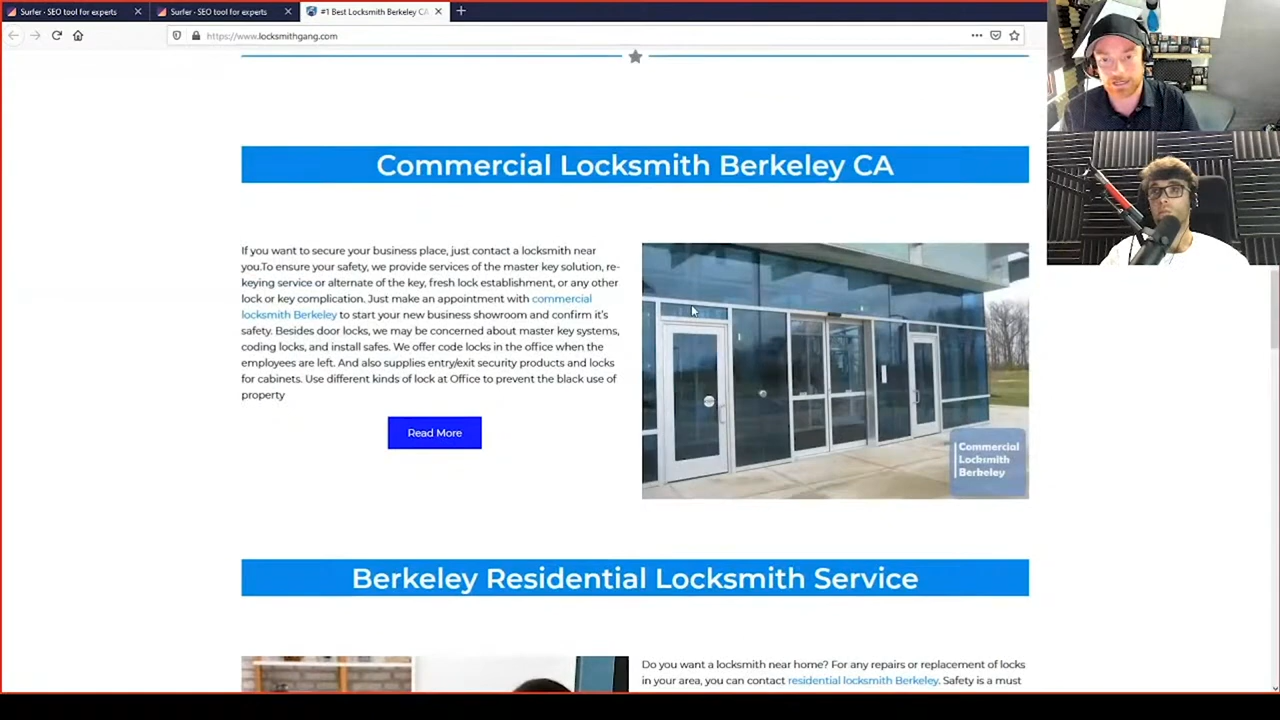 Surfer - SEO tool for experts
Surfer - SEO tool for experts
#1 Best Locksmith Berkeley CA
https://www.locksmithgang.com
Commercial Locksmith Berkeley CA
If you want to secure your business place, just contact a locksmith near
you.To ensure your safety, we provide services of the master key solution, re-
keying service or alternate of the key, fresh lock establishment, or any other
lock or key complication. Just make an appointment with commercial
locksmith Berkeley to start your new business showroom and confirm it's
safety. Besides door locks, we may be concerned about master key systems,
coding locks, and install safes. We offer code locks in the office when the
employees are left. And also supplies entry/exit security products and locks
for cabinets. Use different kinds of lock at Office to prevent the black use of
property
Read More
Commercial
Locksmith
Berkeley
Berkeley Residential Locksmith Service
Do you want a locksmith near home? For any repairs or replacement of locks
in your area, you can contact residential locksmith Berkeley. Safety is a must